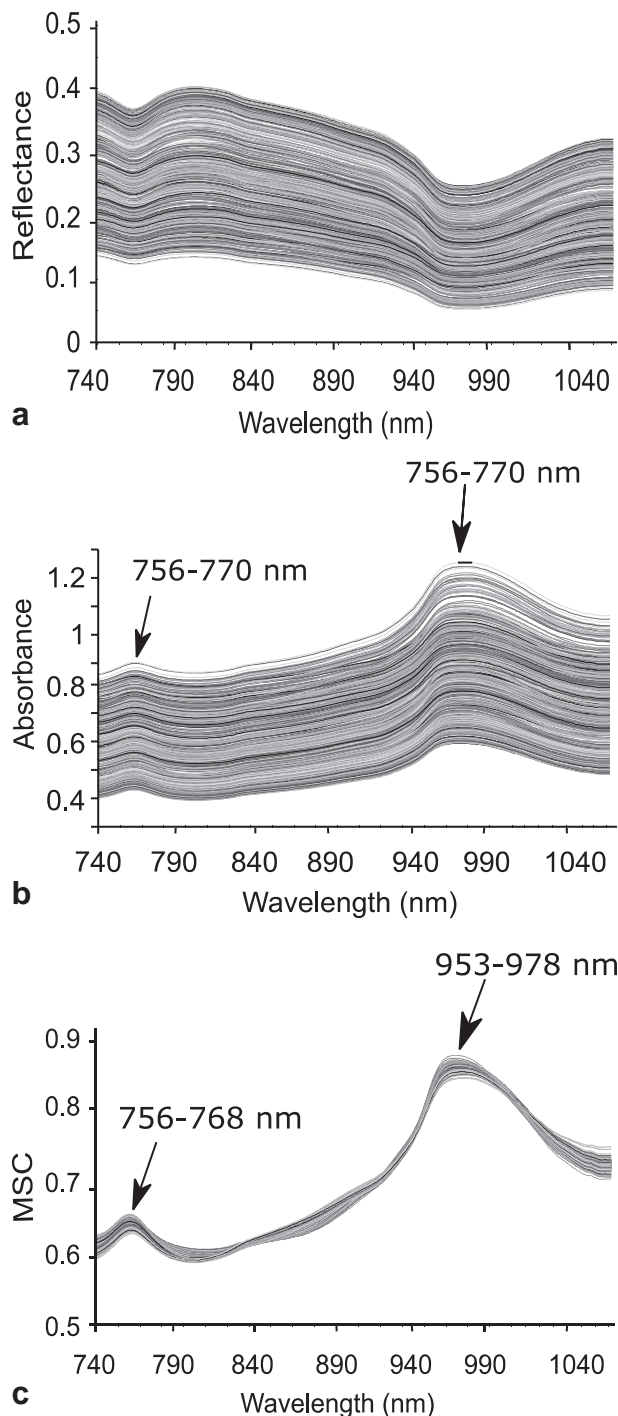 0.5
0.4
0.3
0.2
0.1
0
Reflectance
740 790 840 890 940 990 1040
Wavelength (nm)
a
756-770 nm
756-770 nm
1.2
1
0.8
0.6
0.4
Absorbance
740 790 840 890 940 990 1040
Wavelength (nm)
b
953-978 nm
756-768 nm
0.9
0.8
0.7
0.6
0.5
MSC
740 790 840 890 940 990 1040
Wavelength (nm)
c